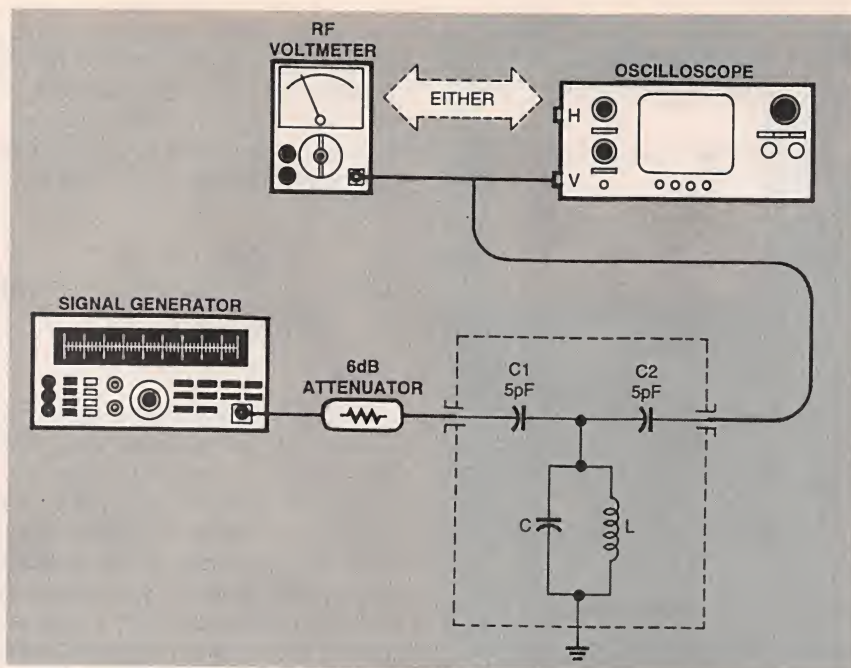 RF
VOLTMETER
EITHER
OSCILLOSCOPE
H
V
SIGNAL GENERATOR
6dB
ATTENUATOR
C1
5pF
C2
5pF
C
L